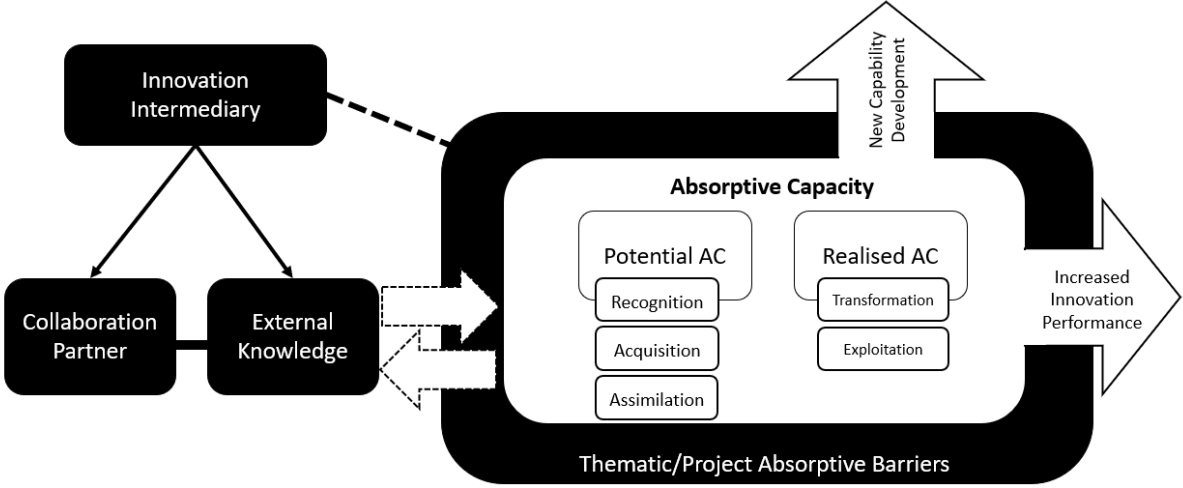 Innovation
Intermediary
Collaboration
Partner
External
Knowledge
New Capability
Development
Absorptive Capacity
Potential AC
Recognition
Acquisition
Assimilation
Realised AC
Transformation
Exploitation
Increased
Innovation
Performance
Thematic/Project Absorptive Barriers